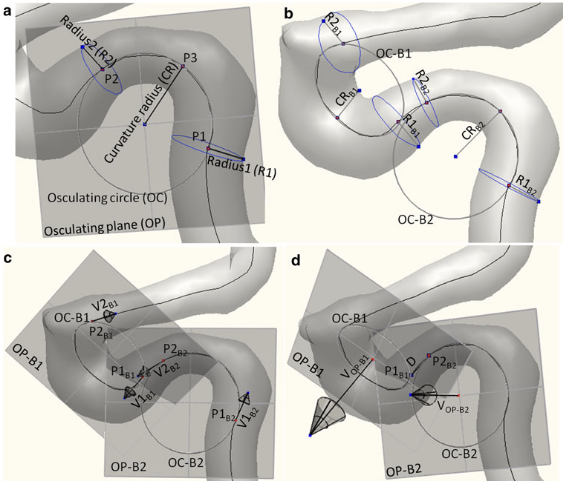 a
Radius2 (R2)
P2
P3
Curvature radius (CR)
P1
Radius1 (R1)
Osculating circle (OC)
Osculating plane (OP)
b
R2B1
OC-B1
CRB1
R2B2
R1B1
CRB2
R1B2
OC-B2
c
V2B1
OC-B1
P2B1
P2B2
OP-B1
P1B1
V2B2
V1B1
P1B2
V1B2
OC-B2
OP-B2
d
OC-B1
OP-B1
VOP-B1
P1B1
D
P2B2
VOP-B2
OC-B2
OP-B2